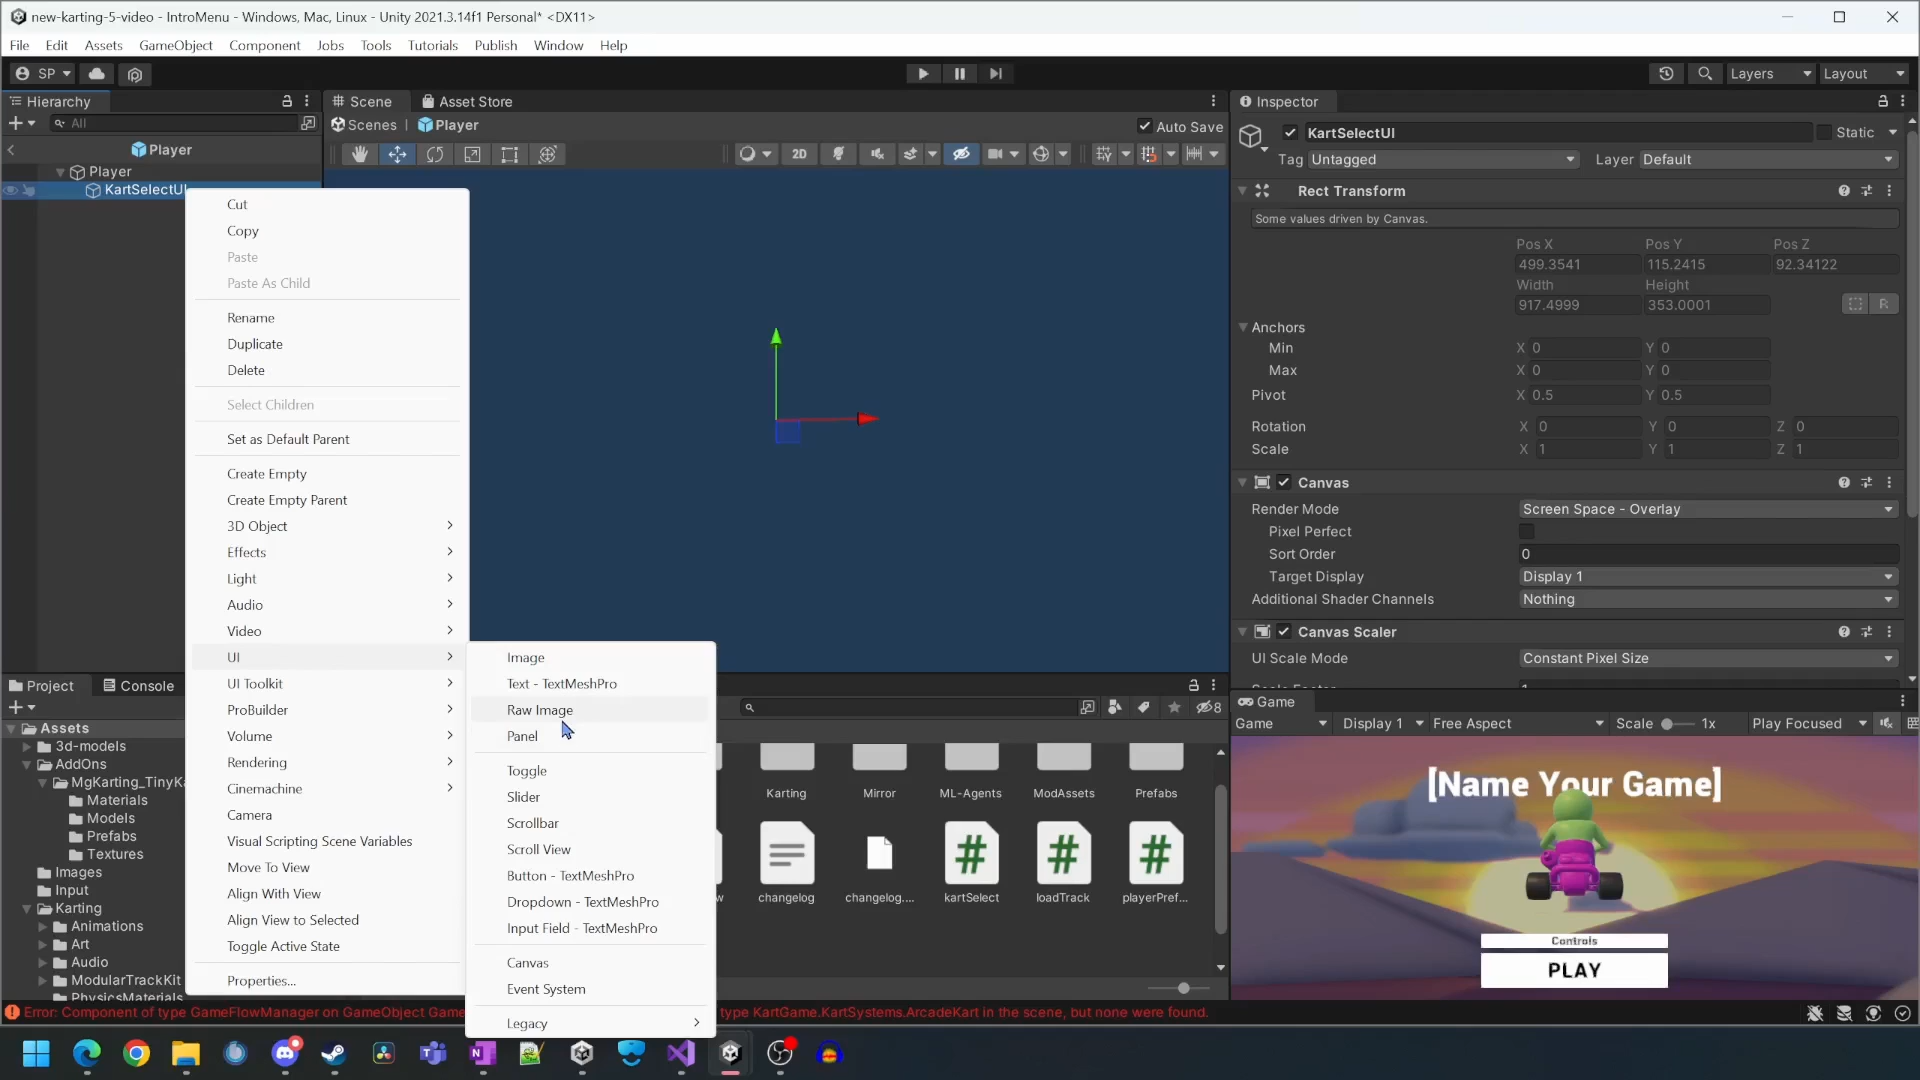 new-karting-5-video - IntroMenu - Windows, Mac, Linux - Unity 2021.3.14f1 Personal* <DX11>
File Edit Assets GameObject Component Jobs Tools Tutorials Publish Window Help
SP Layers Layout
Hierarchy Scene Asset Store Inspector
All Scenes | Player Auto Save KartSelectUI Static
Player 2D Tag Untagged Layer Default
Player
KartSelectUI
Rect Transform
Some values driven by Canvas.
Pos X Pos Y Pos Z
499.3541 115.2415 92.34122
Width Height
917.4999 353.0001 R
Anchors
Min X 0 Y 0
Max X 0 Y 0
Pivot X 0.5 Y 0.5
Rotation X 0 Y 0 Z 0
Scale X 1 Y 1 Z 1
Canvas
Render Mode Screen Space - Overlay
Pixel Perfect
Sort Order 0
Target Display Display 1
Additional Shader Channels Nothing
Canvas Scaler
UI Scale Mode Constant Pixel Size
Cut
Copy
Paste
Paste As Child
Rename
Duplicate
Delete
Select Children
Set as Default Parent
Create Empty
Create Empty Parent
3D Object
Effects
Light
Audio
Video
UI
UI Toolkit
ProBuilder
Volume
Rendering
Cinemachine
Camera
Visual Scripting Scene Variables
Move To View
Align With View
Align View to Selected
Toggle Active State
Properties...
Image
Text - TextMeshPro
Raw Image
Panel
Toggle
Slider
Scrollbar
Scroll View
Button - TextMeshPro
Dropdown - TextMeshPro
Input Field - TextMeshPro
Canvas
Event System
Legacy
Project Console
8
Assets
3d-models
AddOns
MgKarting_TinyKa
Materials
Models
Prefabs
Textures
Images
Input
Karting
Animations
Art
Audio
ModularTrackKit
PhysicsMaterials
Karting Mirror ML-Agents ModAssets Prefabs
changelog changelog.... kartSelect loadTrack playerPref...
Game
Game Display 1 Free Aspect Scale 1x Play Focused
[Name Your Game]
Controls
PLAY
Error: Component of type GameFlowManager on GameObject Game type KartGame.KartSystems.ArcadeKart in the scene, but none were found.